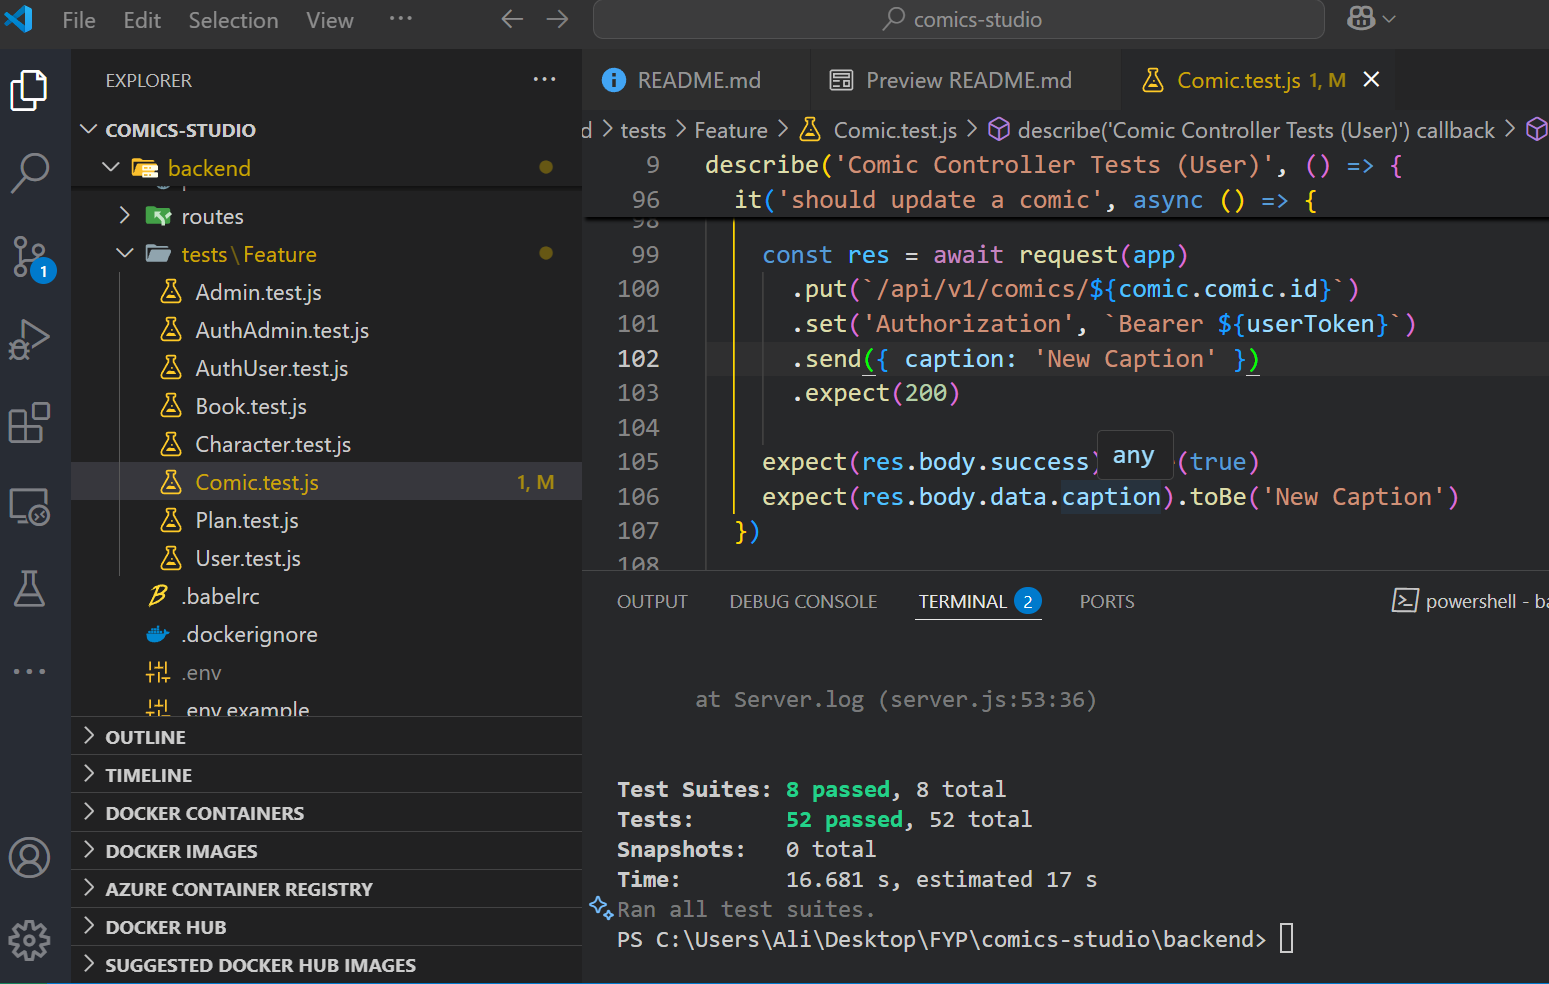 File Edit Selection View ···
comics-studio
EXPLORER
COMICS-STUDIO
backend
routes
tests\Feature
Admin.test.js
AuthAdmin.test.js
AuthUser.test.js
Book.test.js
Character.test.js
Comic.test.js 1, M
Plan.test.js
User.test.js
.babelrc
.dockerignore
.env
.env.example
OUTLINE
TIMELINE
DOCKER CONTAINERS
DOCKER IMAGES
AZURE CONTAINER REGISTRY
DOCKER HUB
SUGGESTED DOCKER HUB IMAGES
1
README.md
Preview README.md
Comic.test.js 1, M
d > tests > Feature > Comic.test.js > describe('Comic Controller Tests (User)') callback >
9 describe('Comic Controller Tests (User)', () => {
96 it('should update a comic', async () => {
98
99 const res = await request(app)
100 .put(`/api/v1/comics/${comic.comic.id}`)
101 .set('Authorization', `Bearer ${userToken}`)
102 .send({ caption: 'New Caption' })
103 .expect(200)
104
any
105 expect(res.body.success) (true)
106 expect(res.body.data.caption).toBe('New Caption')
107 })
108
OUTPUT DEBUG CONSOLE TERMINAL 2 PORTS
powershell - ba
at Server.log (server.js:53:36)
Test Suites: 8 passed, 8 total
Tests: 52 passed, 52 total
Snapshots: 0 total
Time: 16.681 s, estimated 17 s
Ran all test suites.
PS C:\Users\Ali\Desktop\FYP\comics-studio\backend>